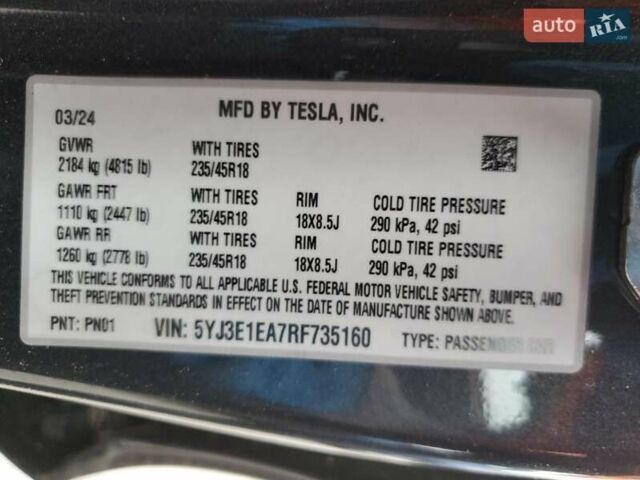 auto RIA .com
MFD BY TESLA, INC.
03/24
GVWR WITH TIRES
2184 kg (4815 lb) 235/45R18
GAWR FRT WITH TIRES RIM COLD TIRE PRESSURE
1110 kg (2447 lb) 235/45R18 18X8.5J 290 kPa, 42 psi
GAWR RR WITH TIRES RIM COLD TIRE PRESSURE
1260 kg (2778 lb) 235/45R18 18X8.5J 290 kPa, 42 psi
THIS VEHICLE CONFORMS TO ALL APPLICABLE U.S. FEDERAL MOTOR VEHICLE SAFETY, BUMPER, AND
THEFT PREVENTION STANDARDS IN EFFECT ON THE DATE OF MANUFACTURE SHOWN ABOVE.
PNT: PN01 VIN: 5YJ3E1EA7RF735160 TYPE: PASSENGER CAR